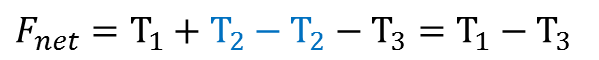 F_net = T₁ + T₂ − T₂ − T₃ = T₁ − T₃